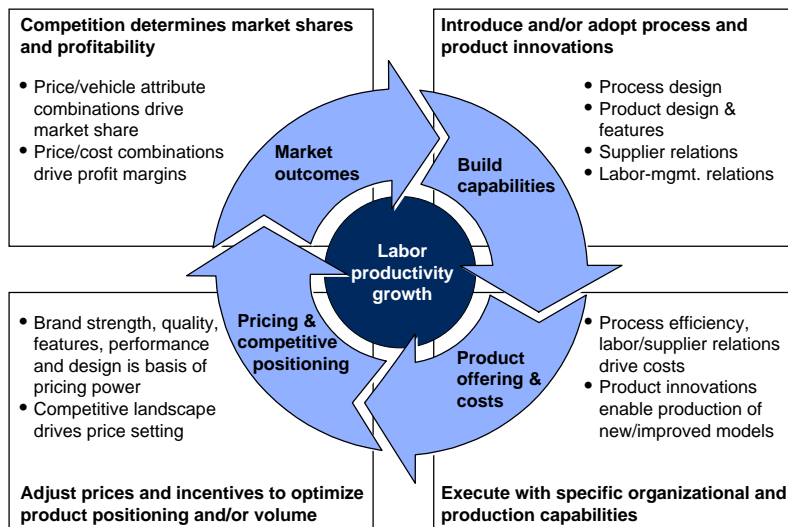 Competition determines market shares
and profitability
• Price/vehicle attribute
combinations drive
market share
• Price/cost combinations
drive profit margins
Introduce and/or adopt process and
product innovations
• Process design
• Product design &
features
• Supplier relations
• Labor-mgmt. relations
Market
outcomes
Build
capabilities
Labor
productivity
growth
Pricing &
competitive
positioning
Product
offering &
costs
• Brand strength, quality,
features, performance
and design is basis of
pricing power
• Competitive landscape
drives price setting
Adjust prices and incentives to optimize
product positioning and/or volume
• Process efficiency,
labor/supplier relations
drive costs
• Product innovations
enable production of
new/improved models
Execute with specific organizational and
production capabilities